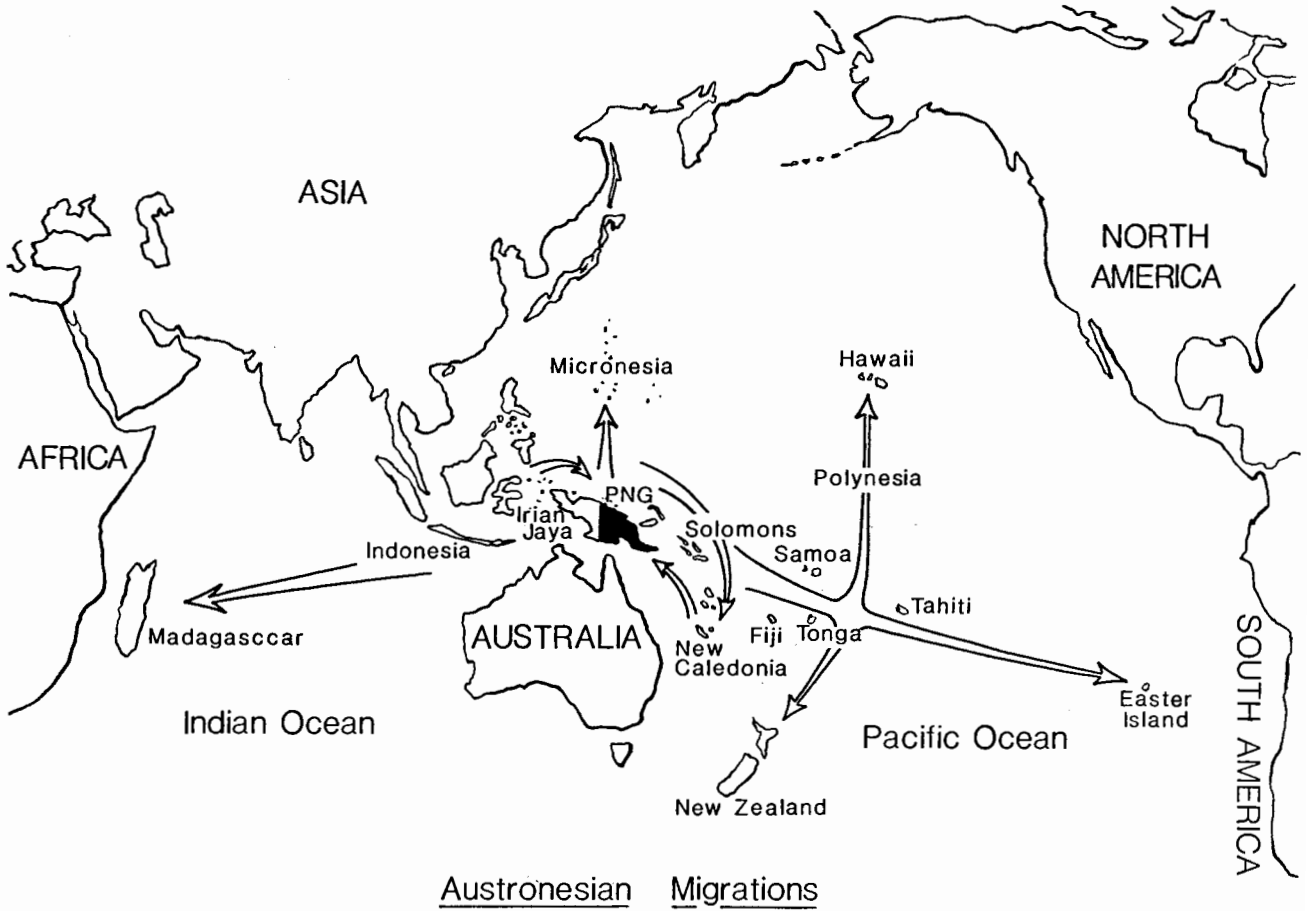 ASIA
NORTH
AMERICA
Micronesia
Hawaii
AFRICA
Polynesia
PNG
Irian
Jaya
Solomons
Indonesia
Samoa
Madagasccar
AUSTRALIA
Tahiti
Fiji
Tonga
New
Caledonia
Easter
Island
SOUTH AMERICA
Indian Ocean
Pacific Ocean
New Zealand
Austronesian Migrations